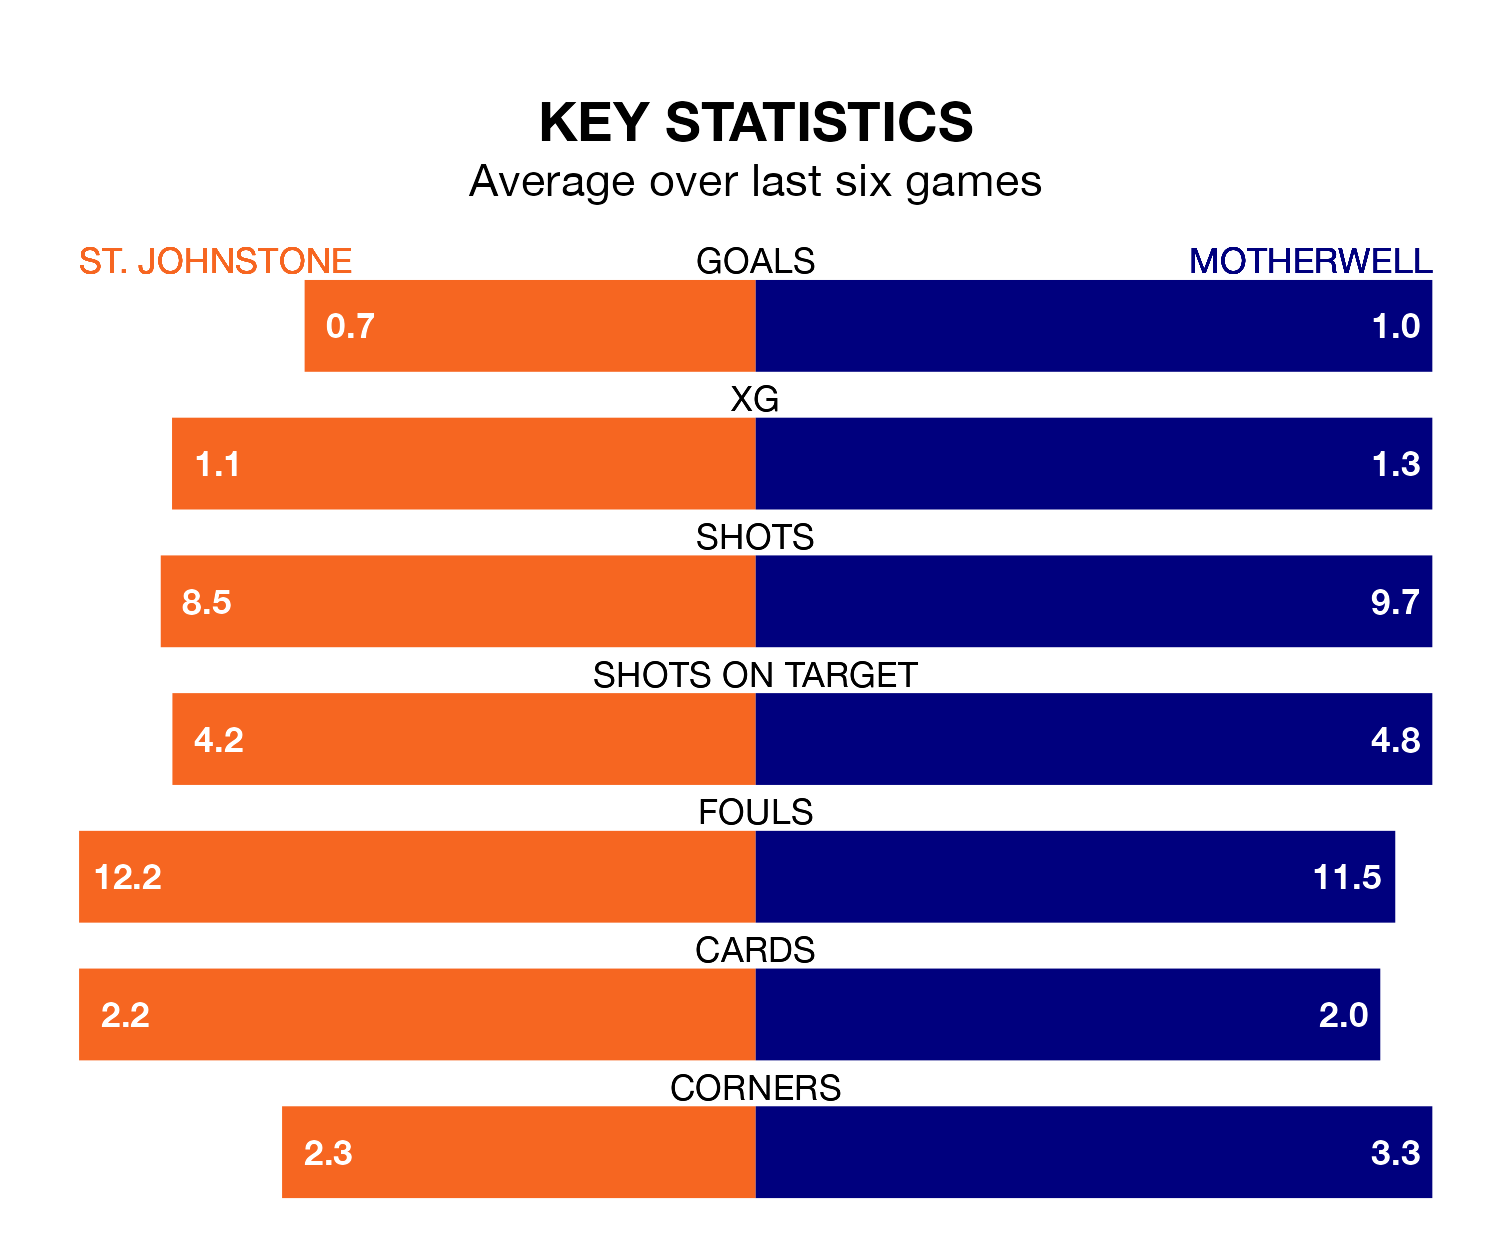 KEY STATISTICS
Average over last six games
ST. JOHNSTONE GOALS MOTHERWELL
0.7 1.0
XG
1.1 1.3
SHOTS
8.5 9.7
SHOTS ON TARGET
4.2 4.8
FOULS
12.2 11.5
CARDS
2.2 2.0
CORNERS
2.3 3.3